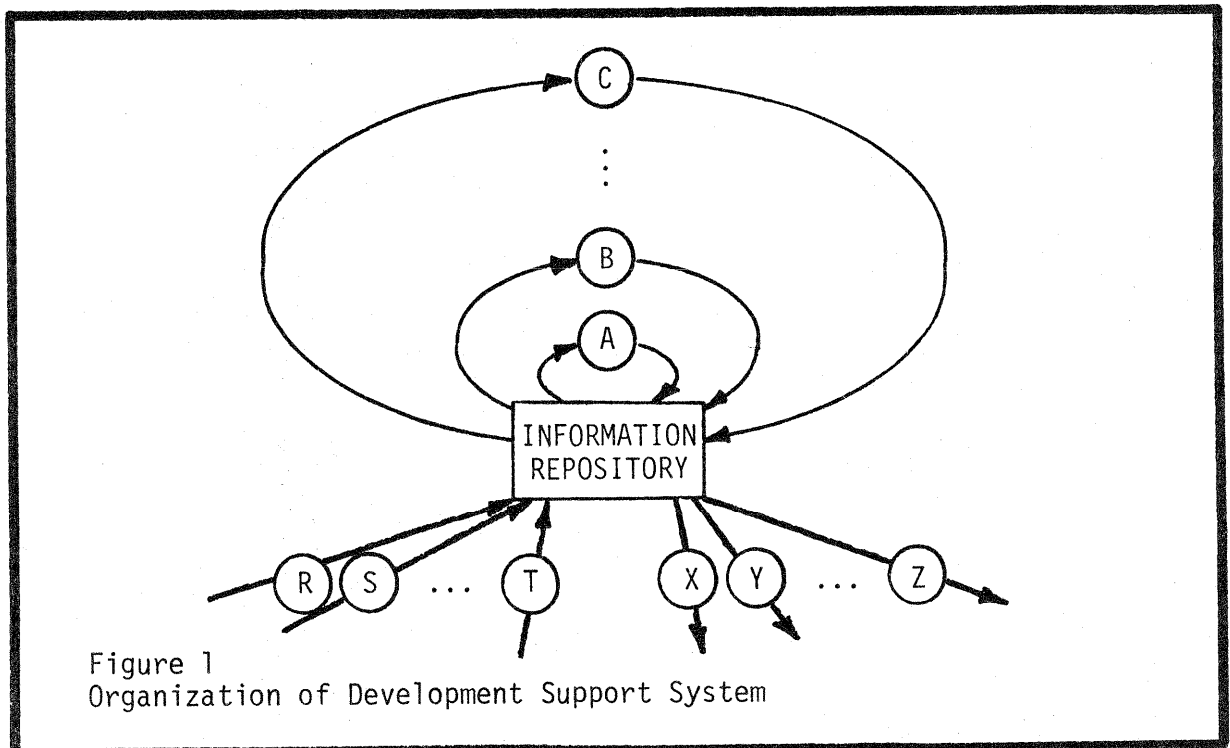 C
B
A
INFORMATION
REPOSITORY
R S ... T X Y ... Z
Figure 1
Organization of Development Support System